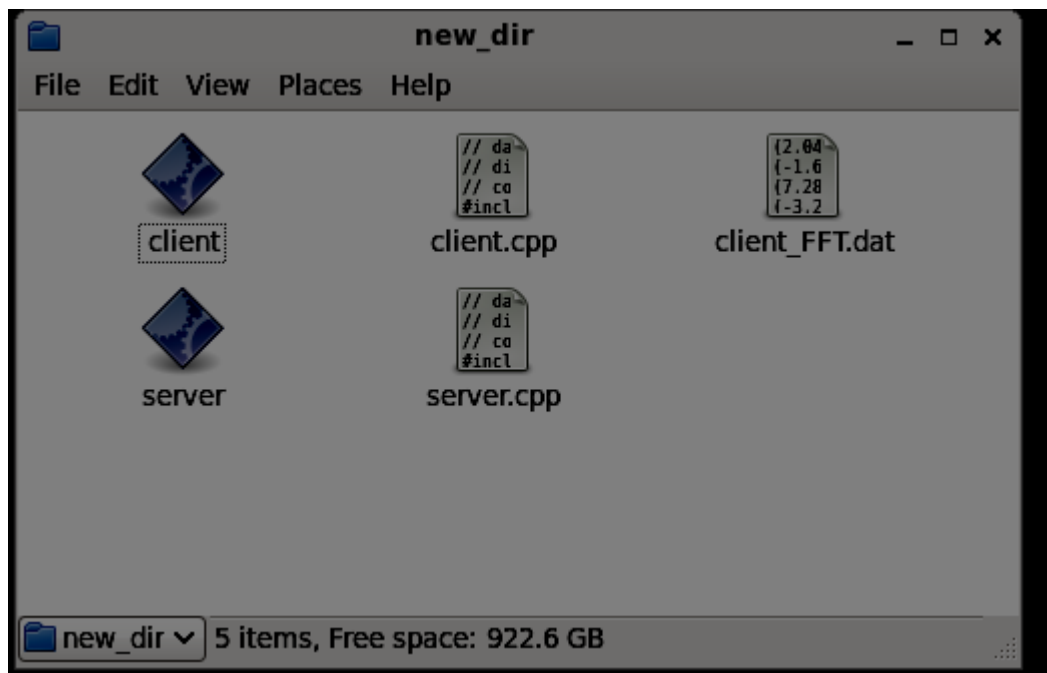 new_dir
File Edit View Places Help
// da
// di
// co
#incl
{2.04
{-1.6
{7.28
{-3.2
client
client.cpp
client_FFT.dat
// da
// di
// co
#incl
server
server.cpp
new_dir 5 items, Free space: 922.6 GB